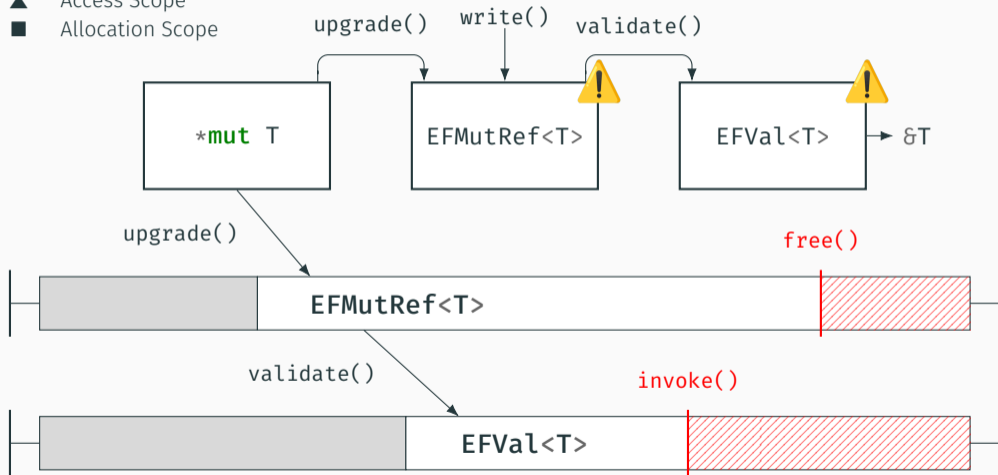 Access Scope
Allocation Scope
upgrade()
write()
validate()
*mut T
EFMutRef<T>
EFVal<T>
&T
upgrade()
free()
EFMutRef<T>
validate()
invoke()
EFVal<T>